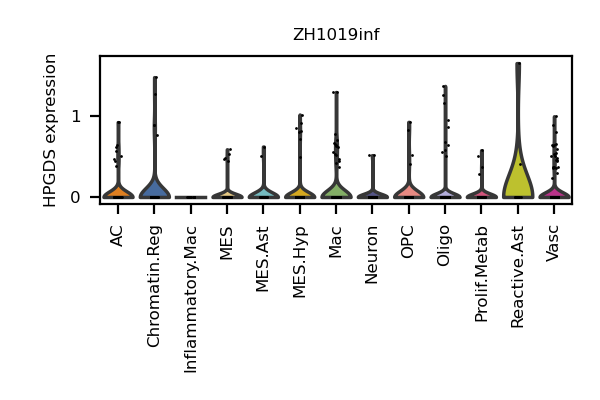 ZH1019inf
HPGDS expression
1
0
AC
Chromatin.Reg
Inflammatory.Mac
MES
MES.Ast
MES.Hyp
Mac
Neuron
OPC
Oligo
Prolif.Metab
Reactive.Ast
Vasc